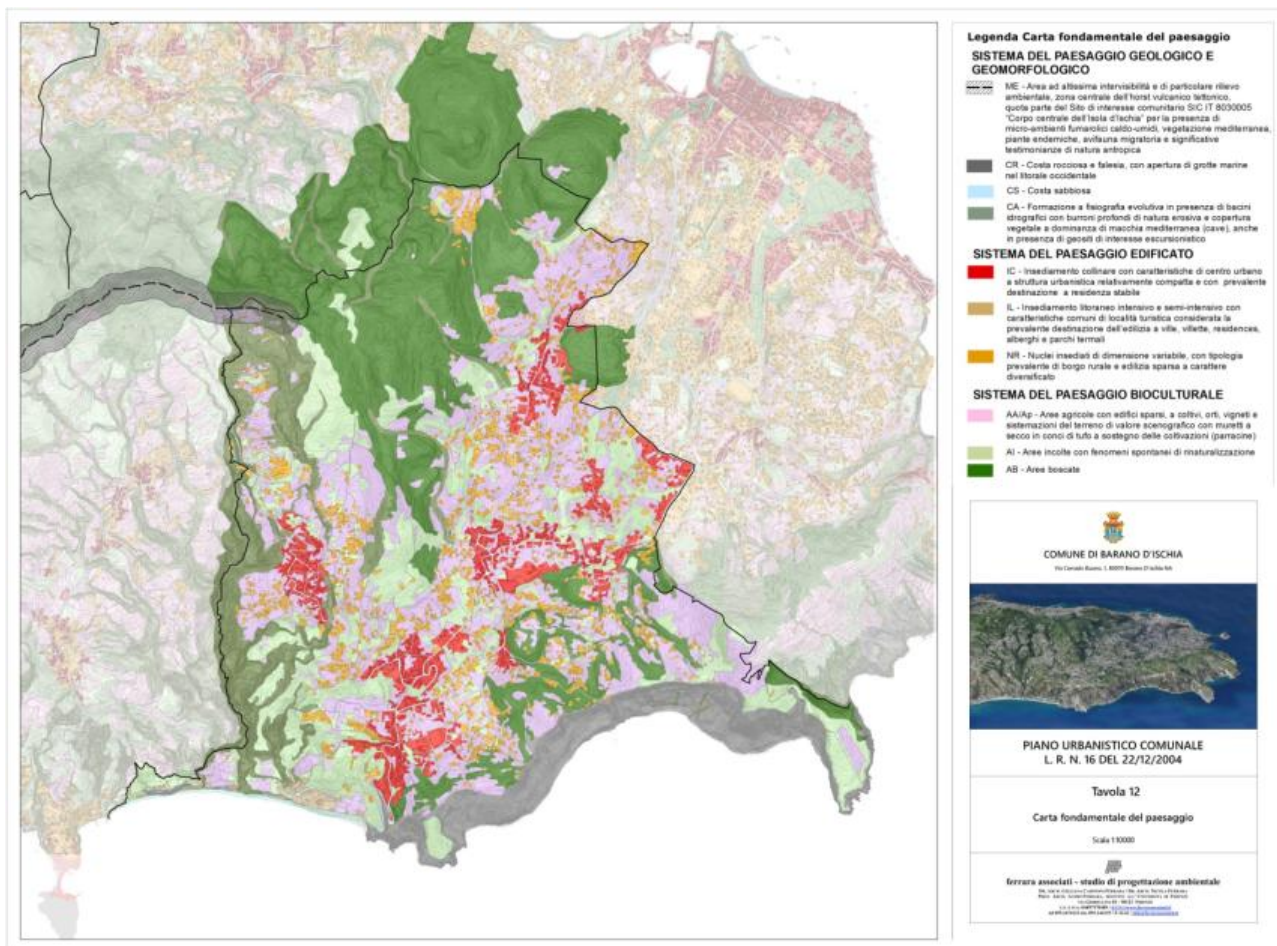 Legenda Carta fondamentale del paesaggio
SISTEMA DEL PAESAGGIO GEOLOGICO E
GEOMORFOLOGICO
ME - Area ad altissima intervisibilità e di particolare rilievo
ambientale, zona centrale dell'horst vulcanico tettonico,
quota parte del Sito di interesse comunitario SIC IT 8030005
"Corpo centrale dell'Isola d'Ischia" per la presenza di
micro-ambienti fumarolici caldo-umidi, vegetazione mediterranea,
piante endemiche, avifauna migratoria e significative
testimonianze di natura antropica
CR - Costa rocciosa e falesia, con apertura di grotte marine
nel litorale occidentale
CS - Costa sabbiosa
CA - Formazione a fisiografia evolutiva in presenza di bacini
idrografici con burroni profondi di natura erosiva e copertura
vegetale a dominanza di macchia mediterranea (cave), anche
in presenza di geositi di interesse escursionistico
SISTEMA DEL PAESAGGIO EDIFICATO
IC - Insediamento collinare con caratteristiche di centro urbano
a struttura urbanistica relativamente compatta e con prevalente
destinazione a residenza stabile
IL - Insediamento litoraneo intensivo e semi-intensivo con
caratteristiche comuni di località turistica considerata la
prevalente destinazione dell'edilizia a ville, villette, residences,
alberghi e parchi termali
NR - Nuclei insediati di dimensione variabile, con tipologia
prevalente di borgo rurale e edilizia sparsa a carattere
diversificato
SISTEMA DEL PAESAGGIO BIOCULTURALE
AA/Ap - Aree agricole con edifici sparsi, a coltivi, orti, vigneti e
sistemazioni del terreno di valore scenografico con muretti a
secco in conci di tufo a sostegno delle coltivazioni (parracine)
AI - Aree incolte con fenomeni spontanei di rinaturalizzazione
AB - Aree boscate
COMUNE DI BARANO D'ISCHIA
Via Corrado Buono, 1, 80070 Barano D'Ischia NA
PIANO URBANISTICO COMUNALE
L. R. N. 16 DEL 22/12/2004
Tavola 12
Carta fondamentale del paesaggio
Scala 1:10000
ferrara associati - studio di progettazione ambientale